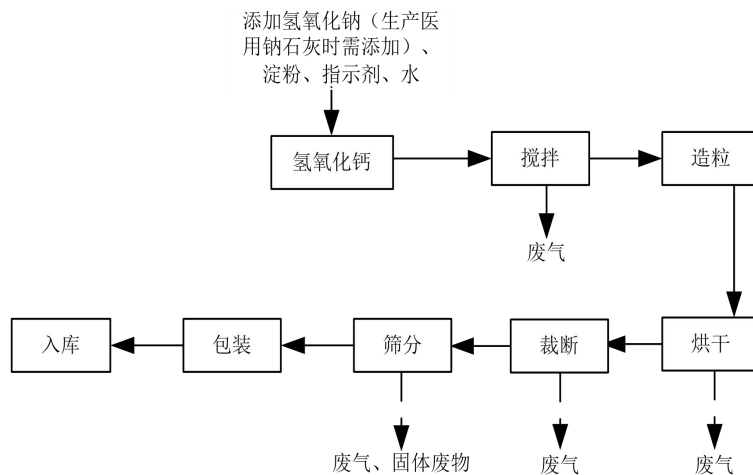 添加氢氧化钠（生产医
用钠石灰时需添加）、
淀粉、指示剂、水
氢氧化钙
搅拌
造粒
废气
入库
包装
筛分
裁断
烘干
废气、固体废物
废气
废气